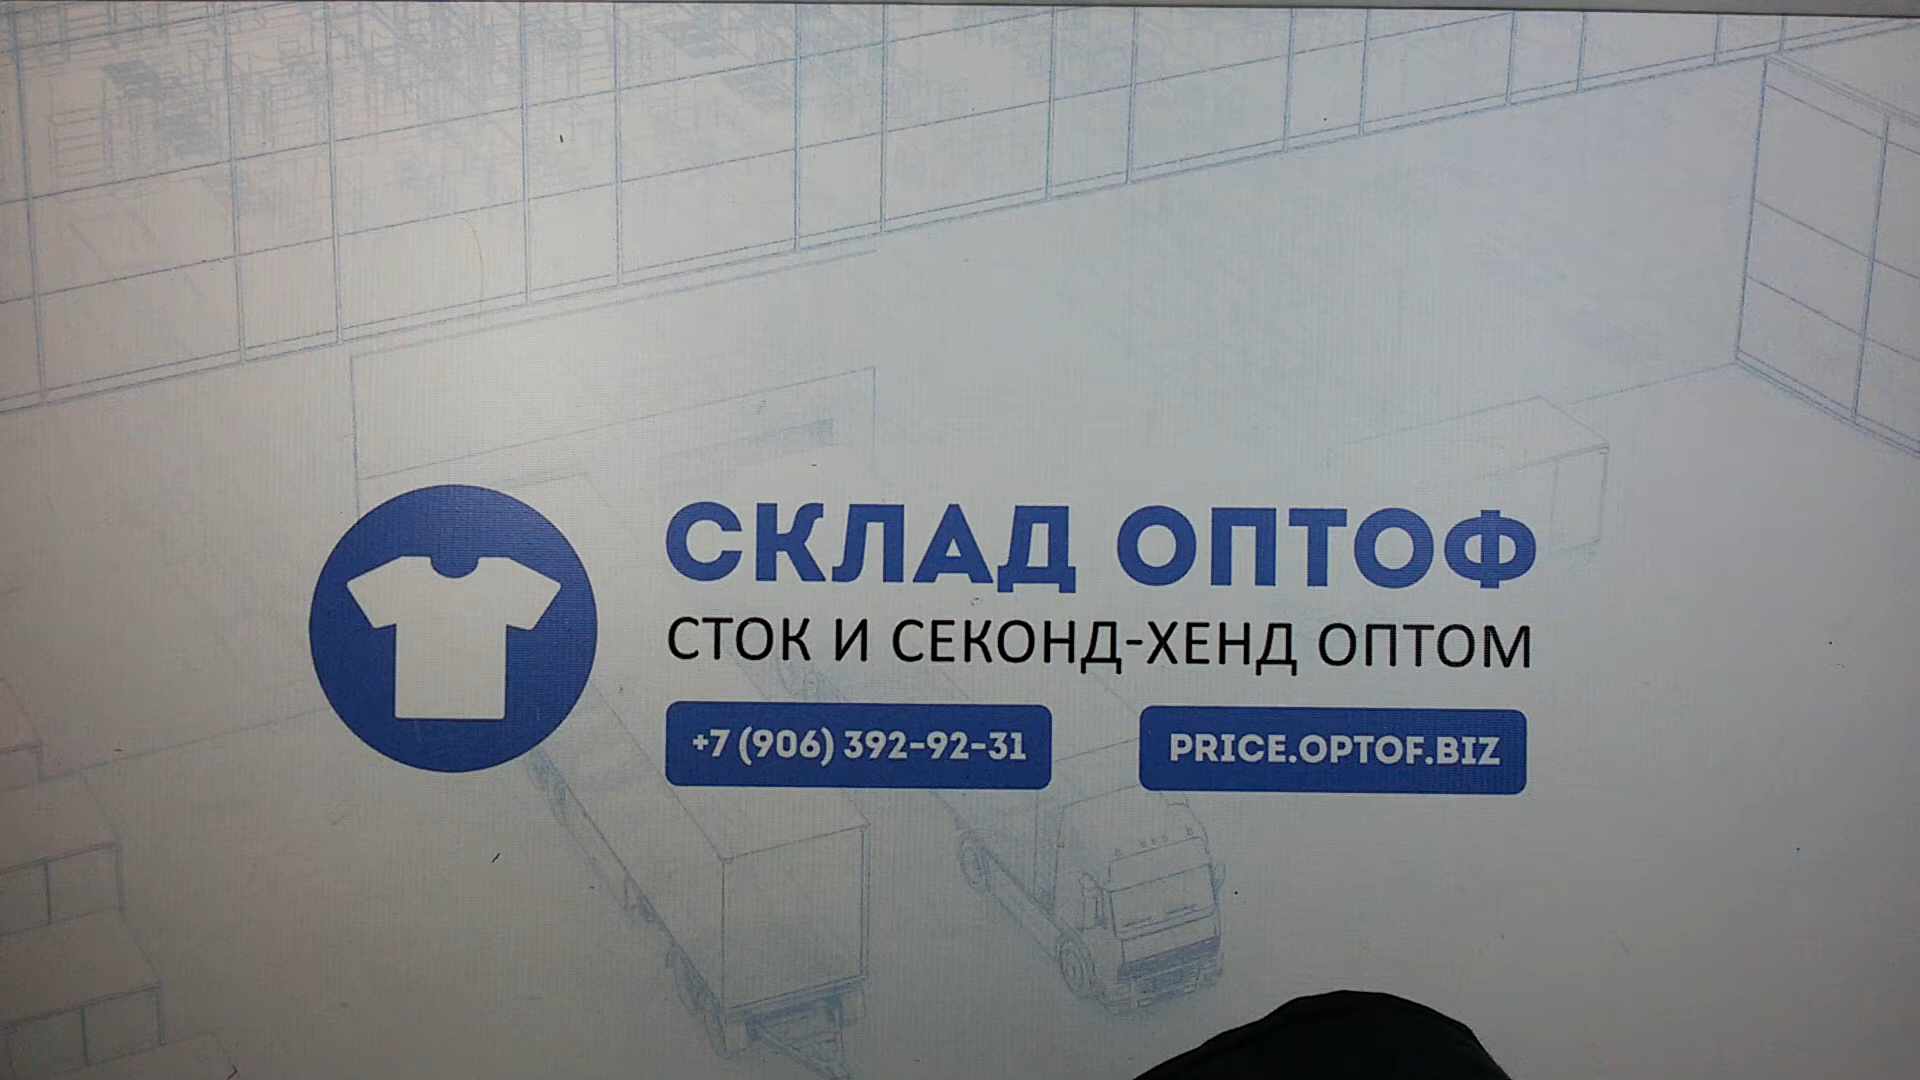 СКЛАД ОПТОФ
СТОК И СЕКОНД-ХЕНД ОПТОМ
+7 (906) 392-92-31
PRICE.OPTOF.BIZ